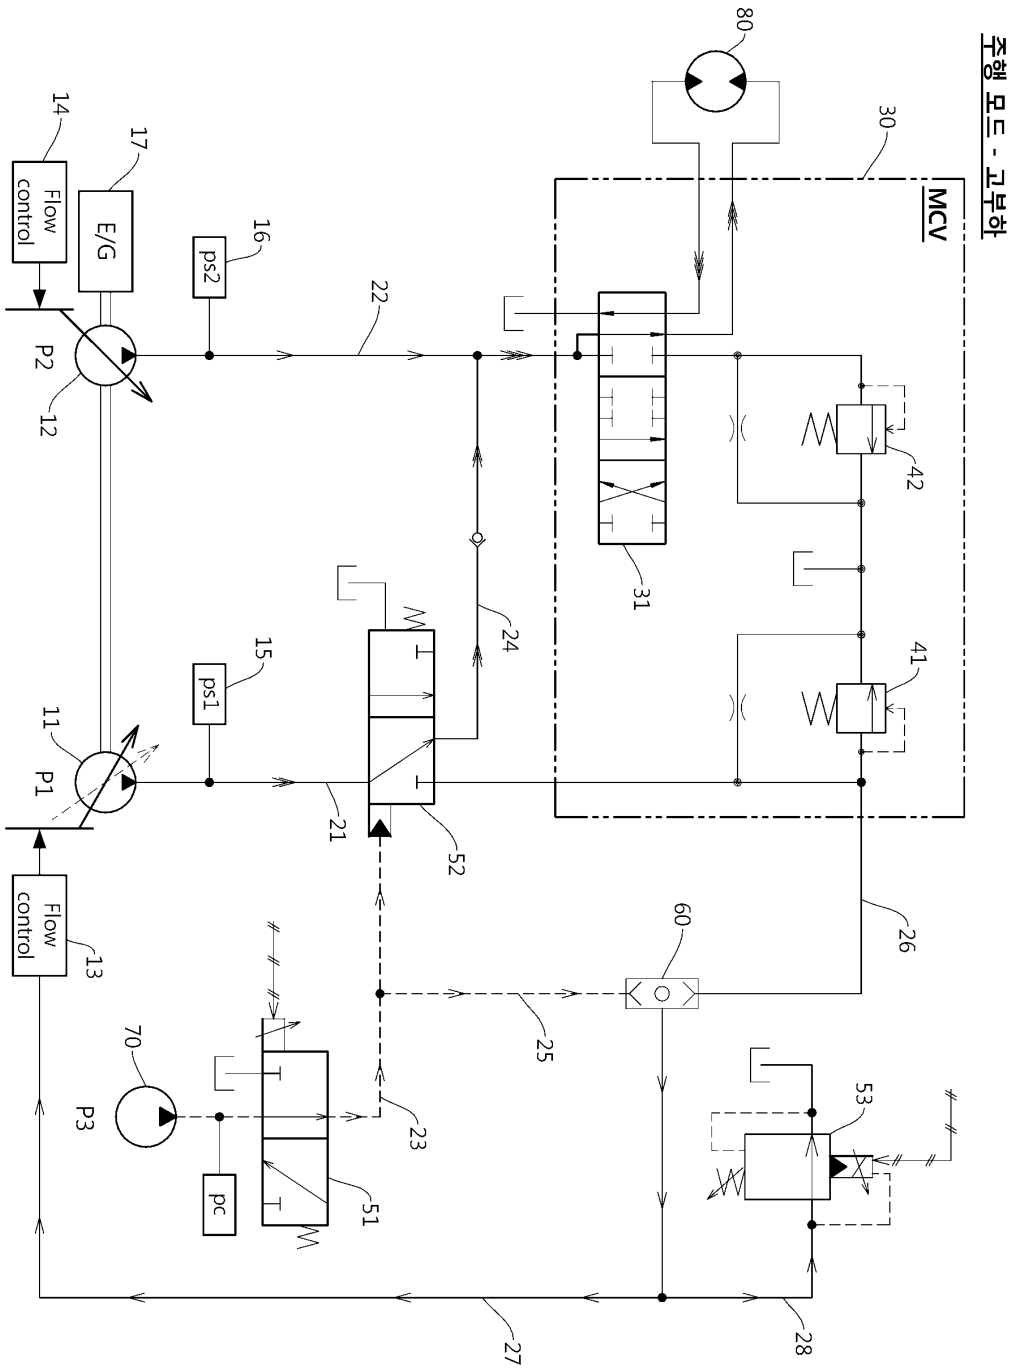 주행 모드 - 고부하
80
30
MCV
14
Flow
control
17
E/G
16
ps2
22
P2
12
42
31
24
41
15
ps1
11
P1
21
52
26
60
13
Flow
control
25
70
P3
23
53
51
pc
28
27